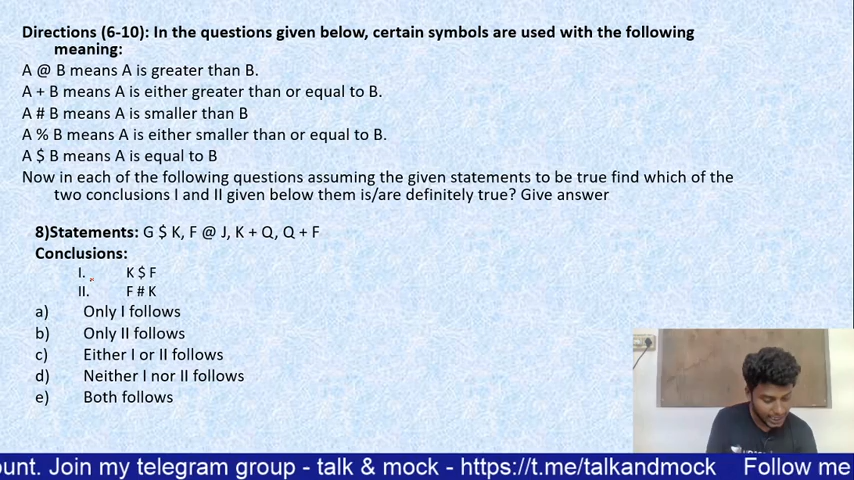 Directions (6-10): In the questions given below, certain symbols are used with the following
meaning:
A @ B means A is greater than B.
A + B means A is either greater than or equal to B.
A # B means A is smaller than B
A % B means A is either smaller than or equal to B.
A $ B means A is equal to B
Now in each of the following questions assuming the given statements to be true find which of the
two conclusions I and II given below them is/are definitely true? Give answer
8)Statements: G $ K, F @ J, K + Q, Q + F
Conclusions:
I. K $ F
II. F # K
a) Only I follows
b) Only II follows
c) Either I or II follows
d) Neither I nor II follows
e) Both follows
ount. Join my telegram group - talk & mock - https://t.me/talkandmock Follow me